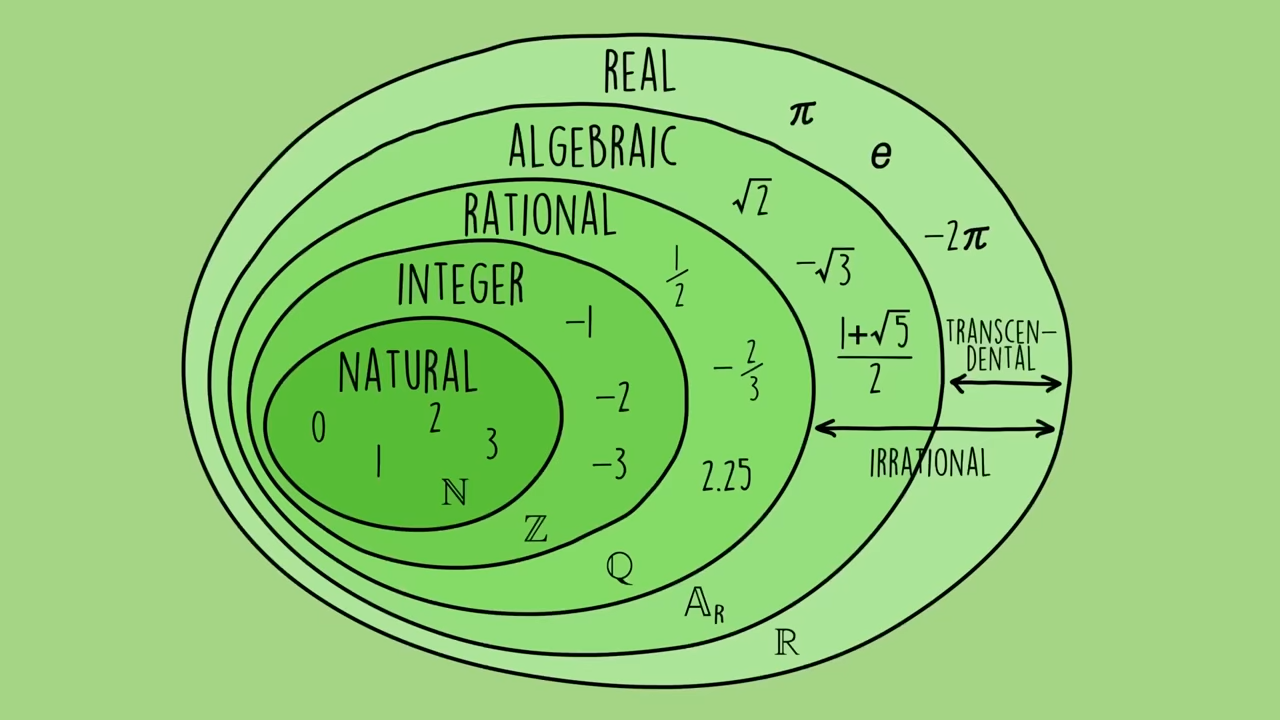 REAL
π
e
ALGEBRAIC
√2
-2π
RATIONAL
-√3
1/2
INTEGER
-1
1+√5
2
TRANSCEN-
DENTAL
NATURAL
-2/3
-2
0
2
3
1
-3
2.25
IRRATIONAL
ℕ
ℤ
ℚ
𝔸R
ℝ